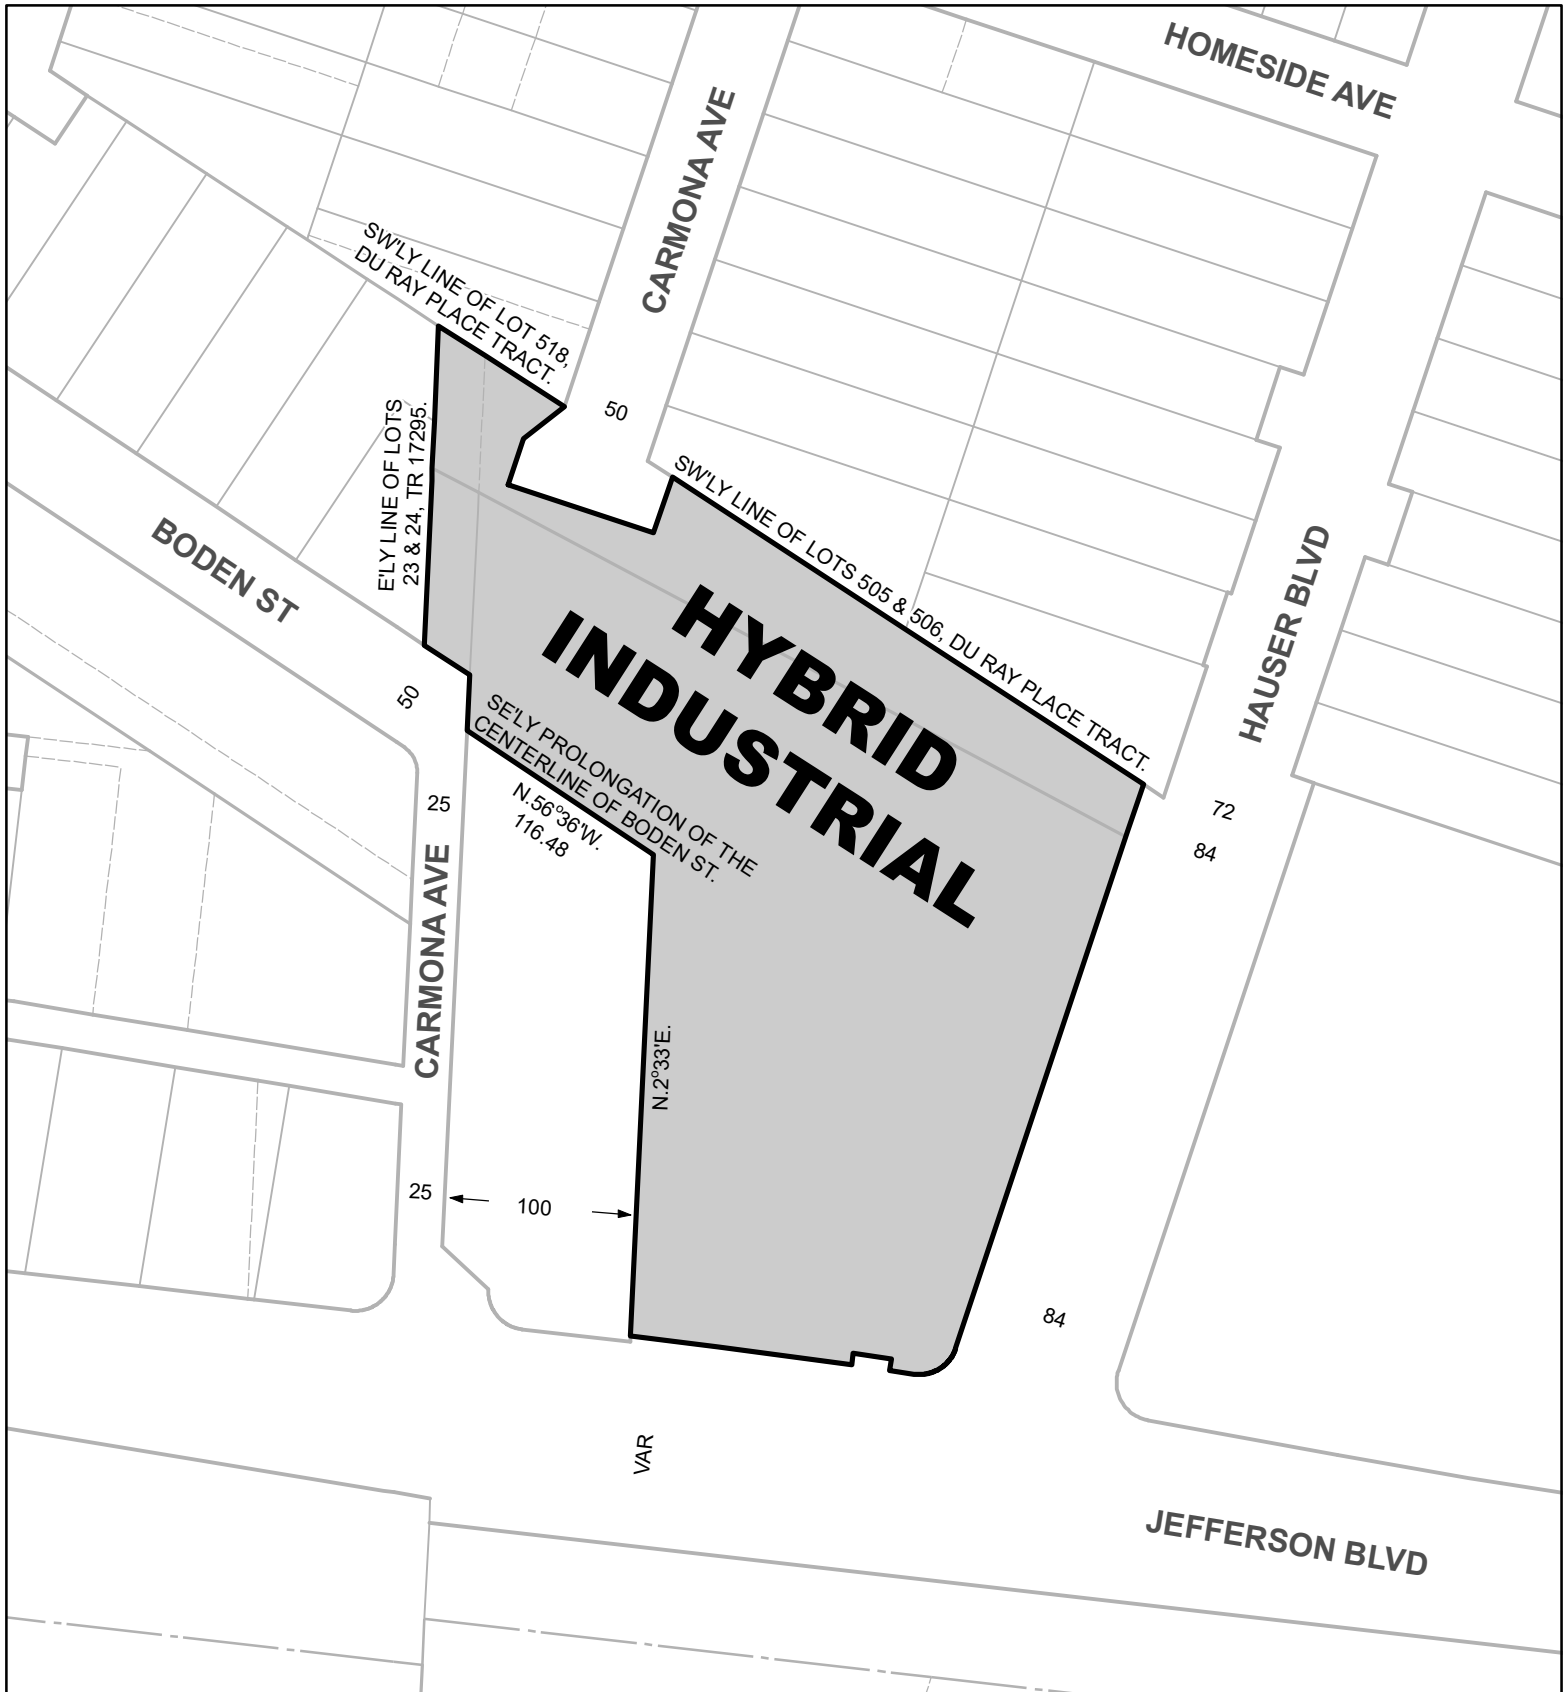 HOMESIDE AVE
CARMONA AVE
SW'LY LINE OF LOT 518,
DU RAY PLACE TRACT.
50
E'LY LINE OF LOTS
23 & 24, TR 17295.
SW'LY LINE OF LOTS 505 & 506, DU RAY PLACE TRACT.
BODEN ST
HAUSER BLVD
HYBRID
INDUSTRIAL
50
SE'LY PROLONGATION OF THE
CENTERLINE OF BODEN ST.
N.56°36'W.
116.48
72
84
25
CARMONA AVE
N.2°33'E.
25
100
84
VAR
JEFFERSON BLVD